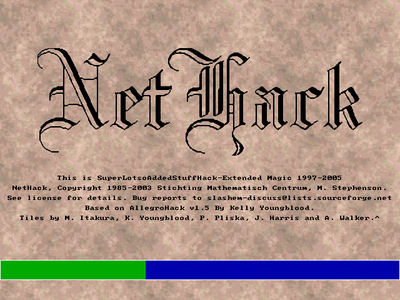 NetHack
This is SuperLotsoAddedStuffHack-Extended Magic 1997-2005
NetHack, Copyright 1985-2003 Stichting Mathematisch Centrum, M. Stephenson.
See license for details. Bug reports to slashem-discuss@lists.sourceforge.net
Based on AllegroHack v1.5 By Kelly Youngblood.
Tiles by M. Itakura, K. Youngblood, P. Pliska, J. Harris and A. Walker.^